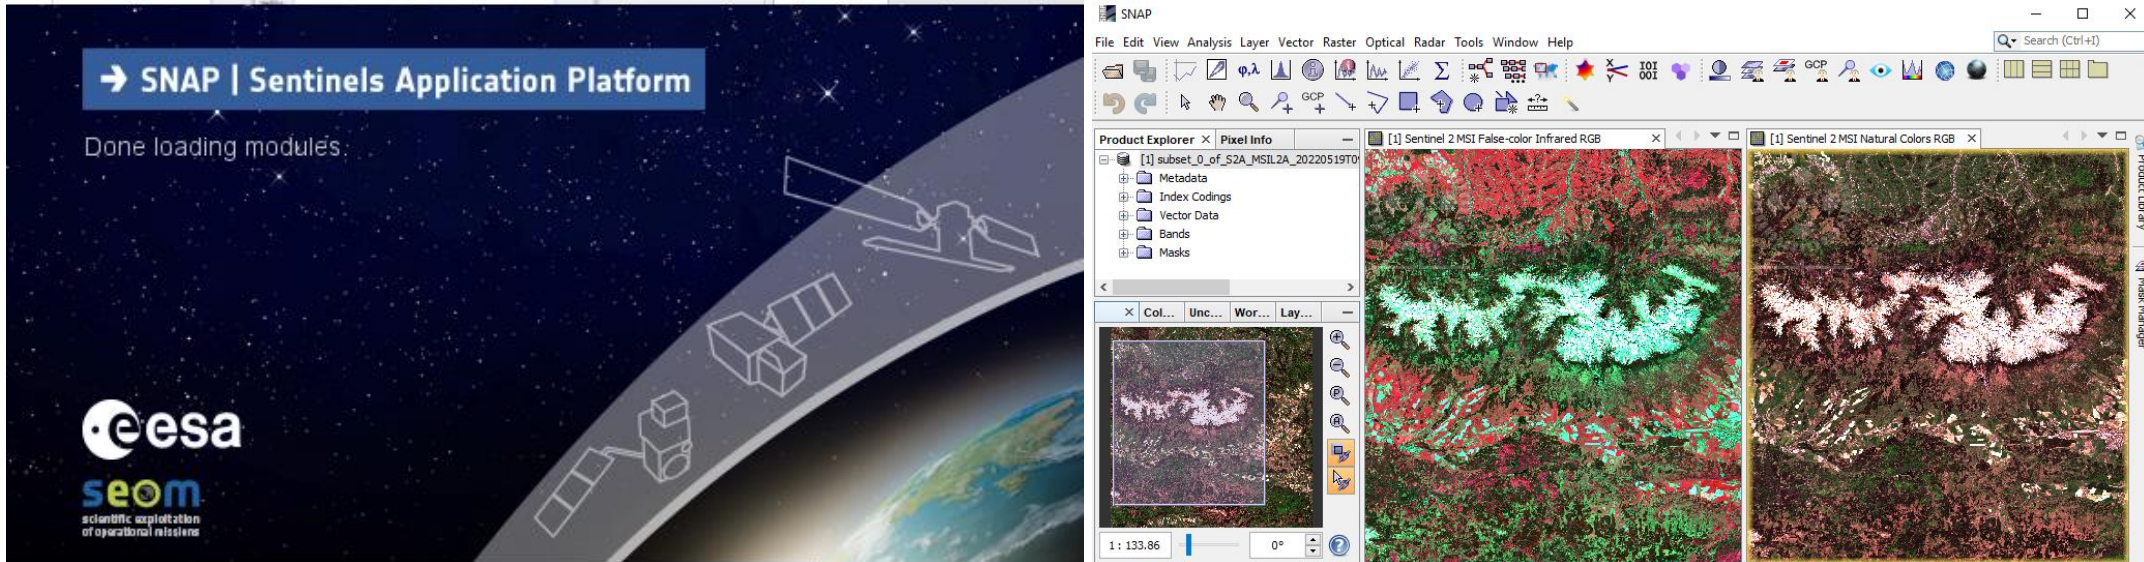 → SNAP | Sentinels Application Platform
Done loading modules.
esa
seom
scientific exploitation
of operational missions
SNAP
File Edit View Analysis Layer Vector Raster Optical Radar Tools Window Help
Search (Ctrl+I)
φ,λ Σ X Y IOI OOI GCP
GCP
Product Explorer × Pixel Info
[1] subset_0_of_S2A_MSIL2A_20220519T0
Metadata
Index Codings
Vector Data
Bands
Masks
× Col... Unc... Wor... Lay...
1 : 133.86 0°
[1] Sentinel 2 MSI False-color Infrared RGB ×
[1] Sentinel 2 MSI Natural Colors RGB ×
Product Library
Mask Manager